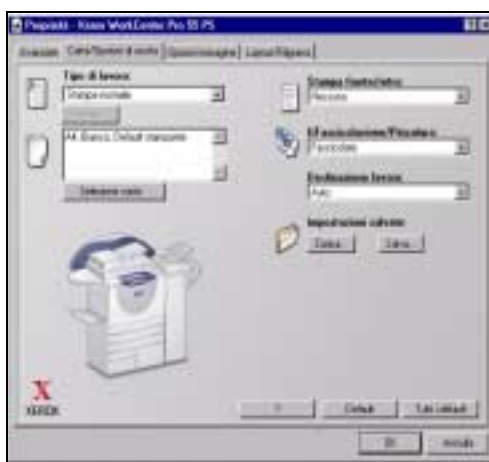 Proprietà - Xerox WorkCentre Pro 55 PS
Avanzate Carta/Opzioni di uscita Opzioni immagine Layout/Filigrana
Tipo di lavoro:
Stampa normale
A4, Bianco, Default stampante
Selezione carta
Stampa fronte/retro:
Nessuna
Fascicolazione/Pinzatura:
Fascicolare
Destinazione lavoro:
Auto
Impostazioni salvate:
Salva...
X
XEROX
?
Default
Tutti default
OK
Annulla